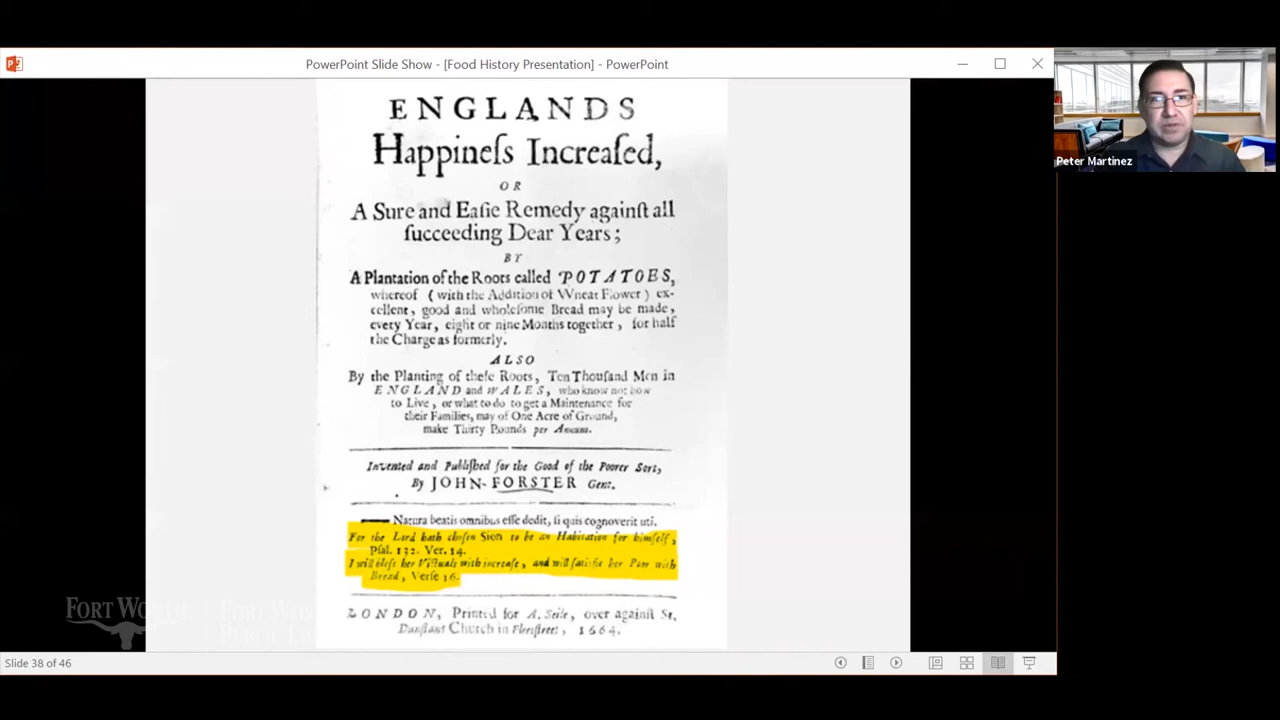 PowerPoint Slide Show - [Food History Presentation] - PowerPoint
Peter Martinez
ENGLANDS
Happineſs Increaſed,
OR
A Sure and Eaſie Remedy againſt all
ſucceeding Dear Years;
BY
A Plantation of the Roots called POTATOES,
whereof (with the Addition of Wheat Flower) ex-
cellent, good and wholeſome Bread may be made,
every Year, eight or nine Months together, for half
the Charge as formerly.
ALSO
By the Planting of theſe Roots, Ten Thouſand Men in
ENGLAND and WALES, who know not how
to Live, or what to do to get a Maintenance for
their Families, may of One Acre of Ground,
make Thirty Pounds per Annum.
Invented and Publiſhed for the Good of the Poorer Sort,
By JOHN FORSTER Gent.
Natura beatis omnibus eſſe dedit, ſi quis cognoverit uti.
For the Lord hath choſen Sion to be an Habitation for himſelf,
Pſal. 132. Ver. 14.
I will bleſs her Victuals with increaſe, and will ſatisfie her Poor with
Bread, Verſe 16.
LONDON, Printed for A. Seile, over againſt St.
Dunſtans Church in Fleetſtreet, 1664.
FORT WORTH
Slide 38 of 46